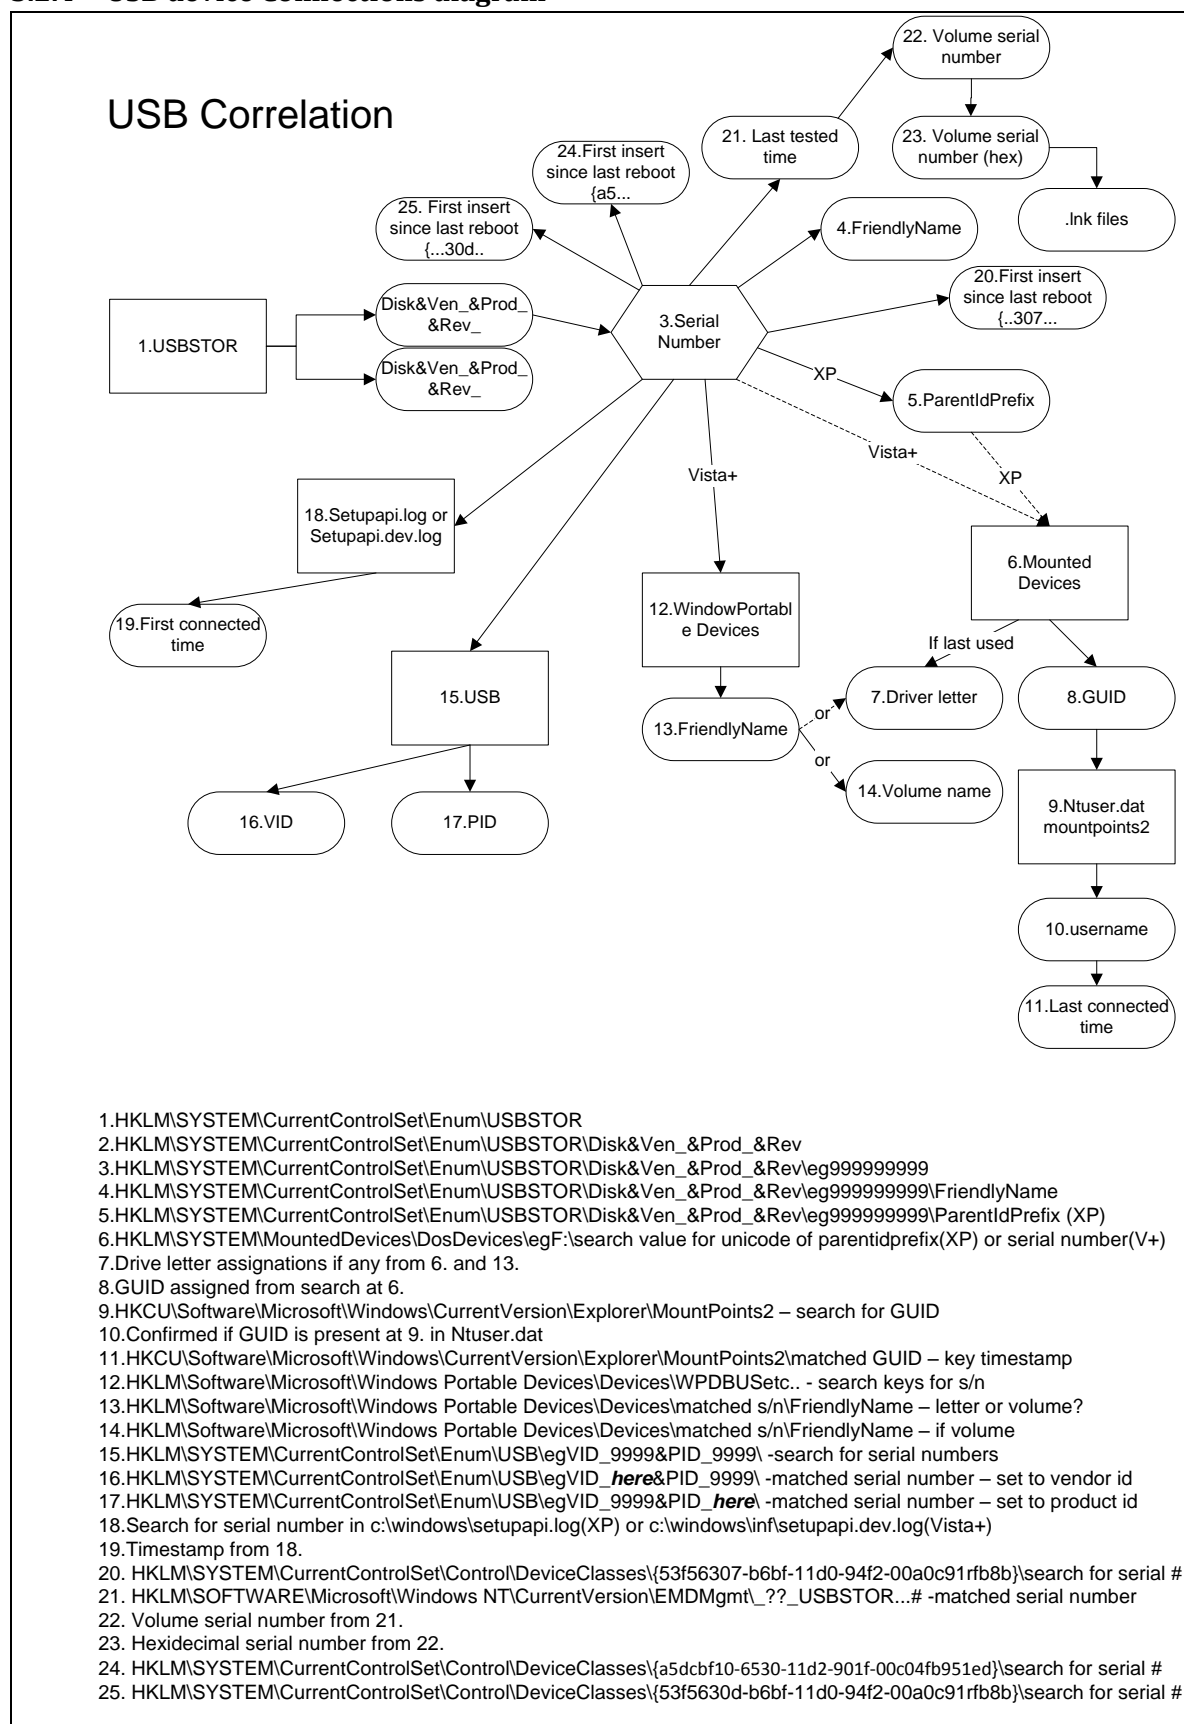 USB Correlation
22. Volume serial
number
21. Last tested
time
23. Volume serial
number (hex)
.lnk files
24.First insert
since last reboot
{a5...
25. First insert
since last reboot
{...30d..
4.FriendlyName
20.First insert
since last reboot
{..307...
1.USBSTOR
Disk&Ven_&Prod_
&Rev_
Disk&Ven_&Prod_
&Rev_
3.Serial
Number
XP
5.ParentIdPrefix
Vista+
XP
Vista+
18.Setupapi.log or
Setupapi.dev.log
6.Mounted
Devices
12.WindowPortabl
e Devices
19.First connected
time
If last used
15.USB
13.FriendlyName
or
7.Driver letter
8.GUID
or
14.Volume name
16.VID
17.PID
9.Ntuser.dat
mountpoints2
10.username
11.Last connected
time
1.HKLM\SYSTEM\CurrentControlSet\Enum\USBSTOR
2.HKLM\SYSTEM\CurrentControlSet\Enum\USBSTOR\Disk&Ven_&Prod_&Rev
3.HKLM\SYSTEM\CurrentControlSet\Enum\USBSTOR\Disk&Ven_&Prod_&Rev\eg999999999
4.HKLM\SYSTEM\CurrentControlSet\Enum\USBSTOR\Disk&Ven_&Prod_&Rev\eg999999999\FriendlyName
5.HKLM\SYSTEM\CurrentControlSet\Enum\USBSTOR\Disk&Ven_&Prod_&Rev\eg999999999\ParentIdPrefix (XP)
6.HKLM\SYSTEM\MountedDevices\DosDevices\egF:\search value for unicode of parentidprefix(XP) or serial number(V+)
7.Drive letter assignations if any from 6. and 13.
8.GUID assigned from search at 6.
9.HKCU\Software\Microsoft\Windows\CurrentVersion\Explorer\MountPoints2 – search for GUID
10.Confirmed if GUID is present at 9. in Ntuser.dat
11.HKCU\Software\Microsoft\Windows\CurrentVersion\Explorer\MountPoints2\matched GUID – key timestamp
12.HKLM\Software\Microsoft\Windows Portable Devices\Devices\WPDBUSetc.. - search keys for s/n
13.HKLM\Software\Microsoft\Windows Portable Devices\Devices\matched s/n\FriendlyName – letter or volume?
14.HKLM\Software\Microsoft\Windows Portable Devices\Devices\matched s/n\FriendlyName – if volume
15.HKLM\SYSTEM\CurrentControlSet\Enum\USB\egVID_9999&PID_9999\ -search for serial numbers
16.HKLM\SYSTEM\CurrentControlSet\Enum\USB\egVID_here&PID_9999\ -matched serial number – set to vendor id
17.HKLM\SYSTEM\CurrentControlSet\Enum\USB\egVID_9999&PID_here\ -matched serial number – set to product id
18.Search for serial number in c:\windows\setupapi.log(XP) or c:\windows\inf\setupapi.dev.log(Vista+)
19.Timestamp from 18.
20. HKLM\SYSTEM\CurrentControlSet\Control\DeviceClasses\{53f56307-b6bf-11d0-94f2-00a0c91rfb8b}\search for serial #
21. HKLM\SOFTWARE\Microsoft\Windows NT\CurrentVersion\EMDMgmt\_??_USBSTOR...# -matched serial number
22. Volume serial number from 21.
23. Hexidecimal serial number from 22.
24. HKLM\SYSTEM\CurrentControlSet\Control\DeviceClasses\{a5dcbf10-6530-11d2-901f-00c04fb951ed}\search for serial #
25. HKLM\SYSTEM\CurrentControlSet\Control\DeviceClasses\{53f5630d-b6bf-11d0-94f2-00a0c91rfb8b}\search for serial #